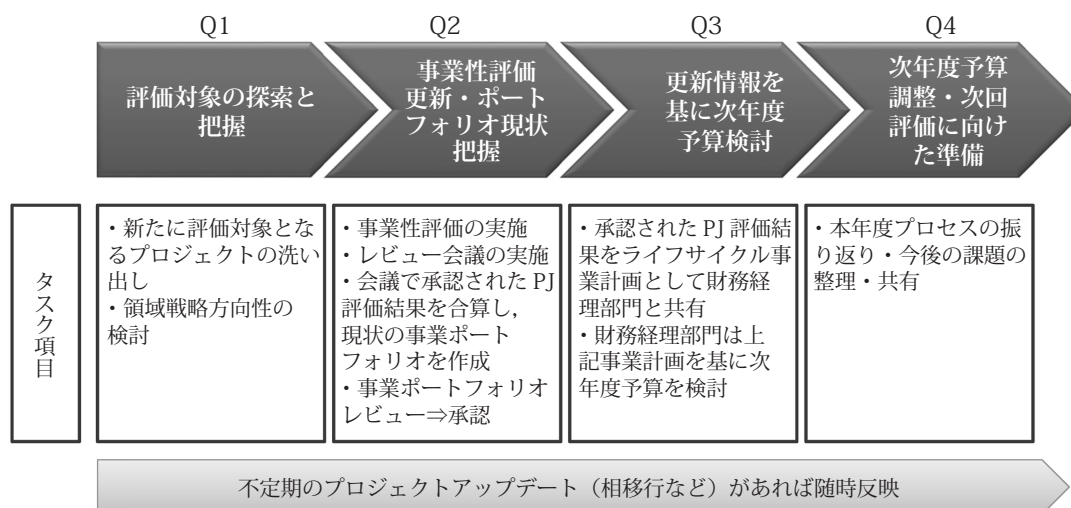 Q1
Q2
Q3
Q4
評価対象の探索と
把握
事業性評価
更新・ポート
フォリオ現状
把握
更新情報を
基に次年度
予算検討
次年度予算
調整・次回
評価に向け
た準備
タスク項目
・新たに評価対象とな
るプロジェクトの洗い
出し
・領域戦略方向性の
検討
・事業性評価の実施
・レビュー会議の実施
・会議で承認された PJ
評価結果を合算し，
現状の事業ポート
フォリオを作成
・事業ポートフォリオ
レビュー⇒承認
・承認された PJ 評価結
果をライフサイクル事
業計画として財務経
理部門と共有
・財務経理部門は上
記事業計画を基に次
年度予算を検討
・本年度プロセスの振
り返り・今後の課題の
整理・共有
不定期のプロジェクトアップデート（相移行など）があれば随時反映